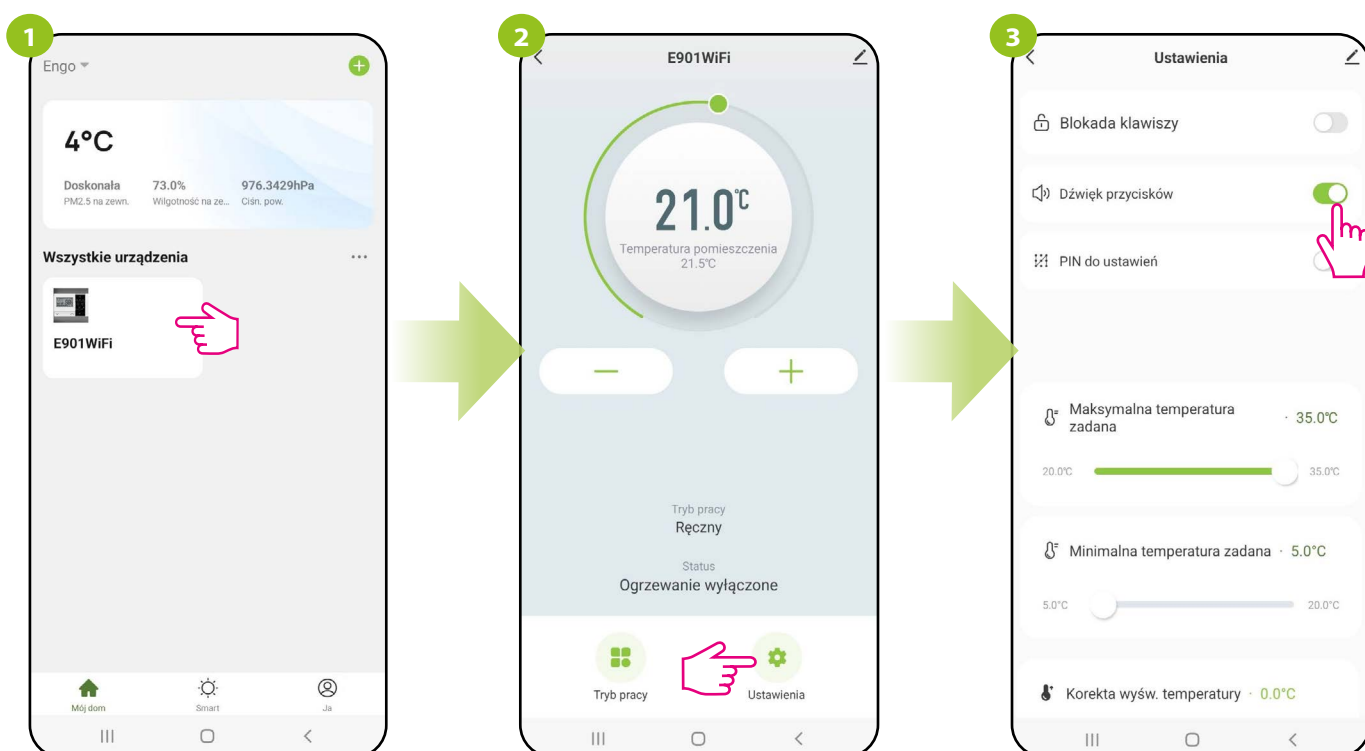 1
Engo
4°C
Doskonała 73.0% 976.3429hPa
PM2.5 na zewn. Wilgotność na ze... Ciśn. pow.
Wszystkie urządzenia
E901WiFi
Mój dom Smart Ja
2
E901WiFi
21.0°C
Temperatura pomieszczenia
21.5°C
Tryb pracy
Ręczny
Status
Ogrzewanie wyłączone
Tryb pracy Ustawienia
3
Ustawienia
Blokada klawiszy
Dźwięk przycisków
PIN do ustawień
Maksymalna temperatura
zadana · 35.0°C
20.0°C 35.0°C
Minimalna temperatura zadana · 5.0°C
5.0°C 20.0°C
Korekta wyśw. temperatury · 0.0°C